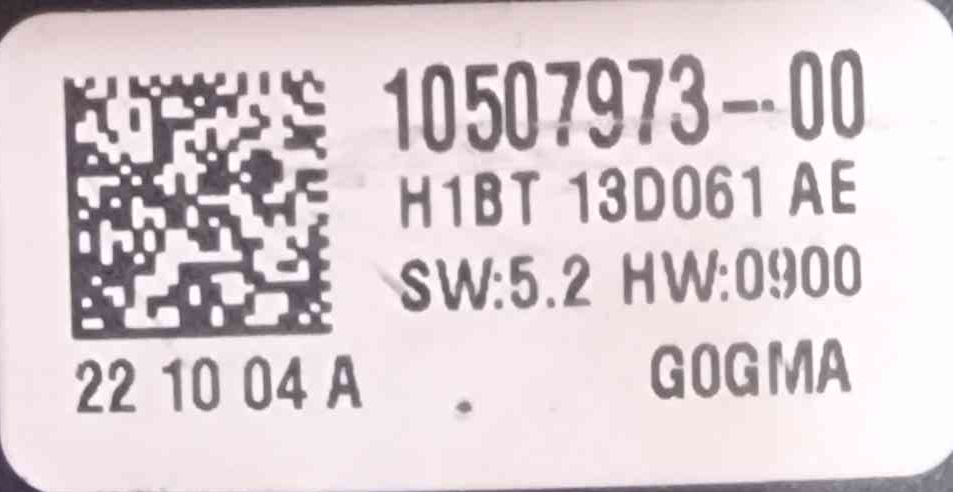 10507973-00
H1BT 13D061 AE
SW:5.2 HW:0900
22 10 04 A
G0GMA